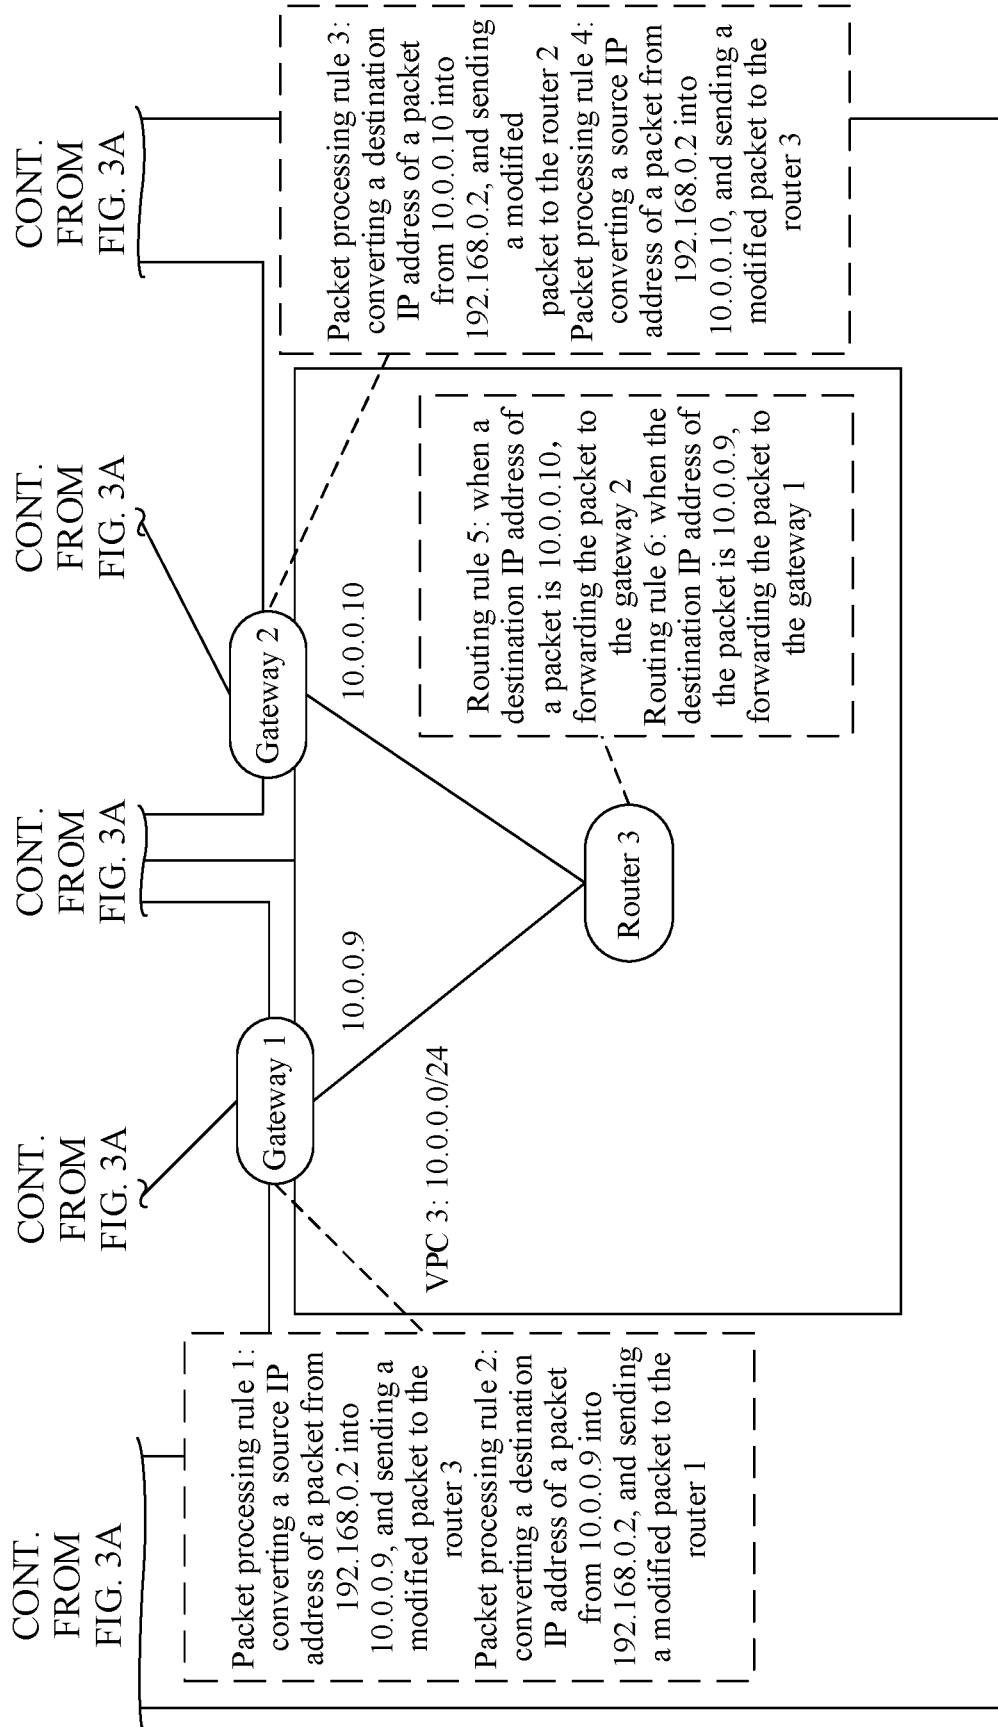 CONT.
FROM
FIG. 3A
CONT.
FROM
FIG. 3A
CONT.
FROM
FIG. 3A
CONT.
FROM
FIG. 3A
CONT.
FROM
FIG. 3A
Packet processing rule 1:
converting a source IP
address of a packet from
192.168.0.2 into
10.0.0.9, and sending a
modified packet to the
router 3
Packet processing rule 2:
converting a destination
IP address of a packet
from 10.0.0.9 into
192.168.0.2, and sending
a modified packet to the
router 1
Gateway 1
10.0.0.9
VPC 3: 10.0.0.0/24
Gateway 2
10.0.0.10
Router 3
Routing rule 5: when a
destination IP address of
a packet is 10.0.0.10,
forwarding the packet to
the gateway 2
Routing rule 6: when the
destination IP address of
the packet is 10.0.0.9,
forwarding the packet to
the gateway 1
Packet processing rule 3:
converting a destination
IP address of a packet
from 10.0.0.10 into
192.168.0.2, and sending
a modified
packet to the router 2
Packet processing rule 4:
converting a source IP
address of a packet from
192.168.0.2 into
10.0.0.10, and sending a
modified packet to the
router 3